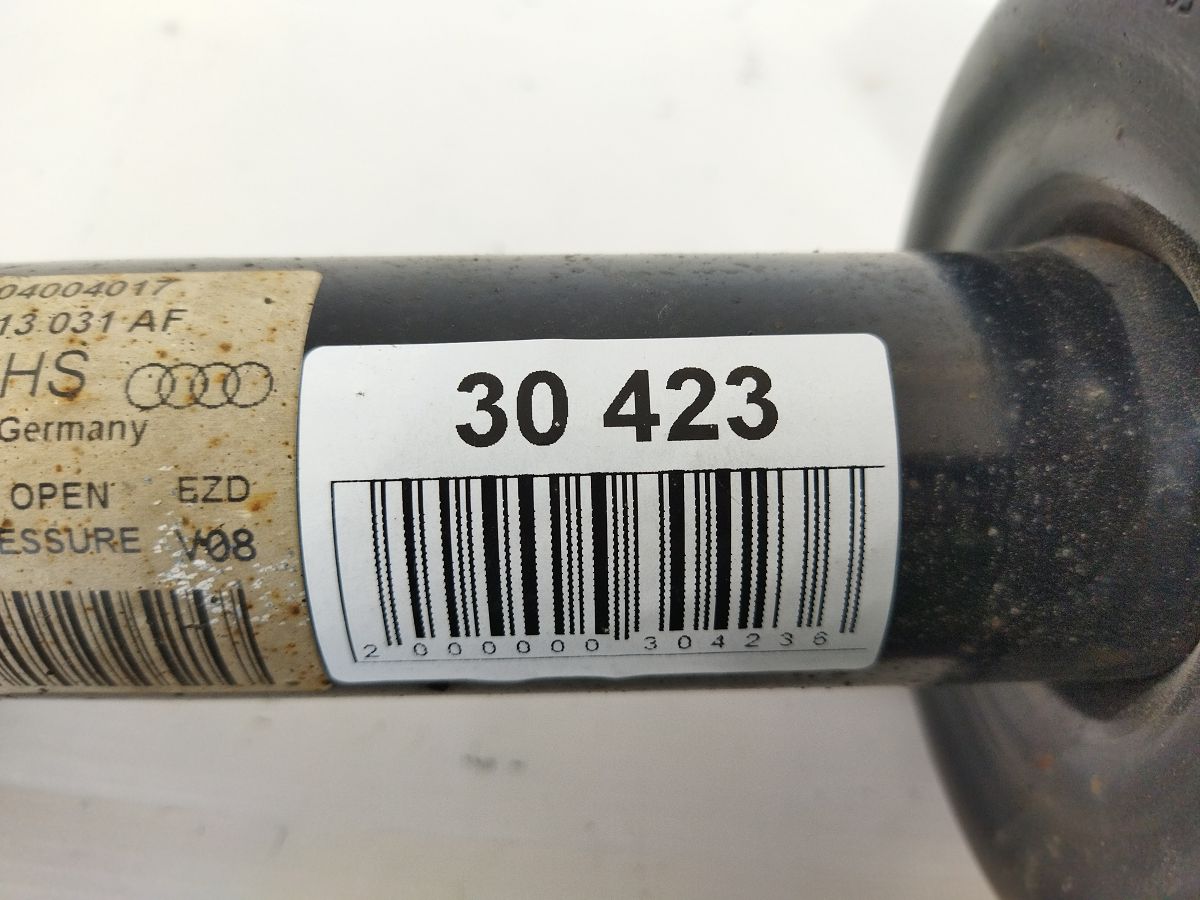 04004017
13 031 AF
HS
Germany
OPEN EZD
ESSURE V08
30 423
2 000000 304236